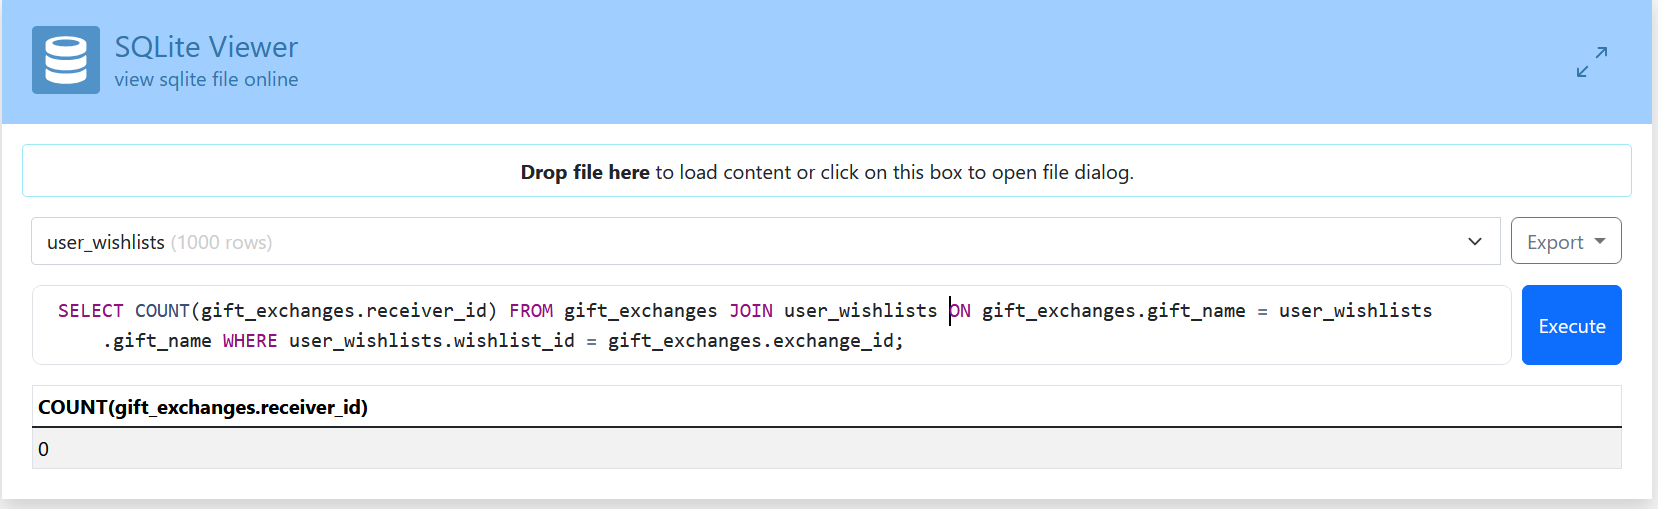 SQLite Viewer
view sqlite file online
Drop file here to load content or click on this box to open file dialog.
user_wishlists (1000 rows)
Export
SELECT COUNT(gift_exchanges.receiver_id) FROM gift_exchanges JOIN user_wishlists ON gift_exchanges.gift_name = user_wishlists
.gift_name WHERE user_wishlists.wishlist_id = gift_exchanges.exchange_id;
Execute
COUNT(gift_exchanges.receiver_id)
0